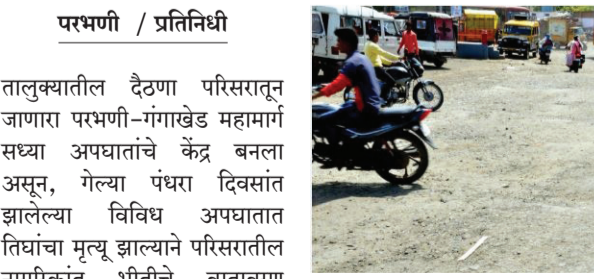 परभणी / प्रतिनिधी
तालुक्यातील दैठणा परिसरातून
जाणारा परभणी-गंगाखेड महामार्ग
सध्या अपघातांचे केंद्र बनला
असून, गेल्या पंधरा दिवसांत
झालेल्या विविध अपघातात
तिघांचा मृत्यू झाल्याने परिसरातील